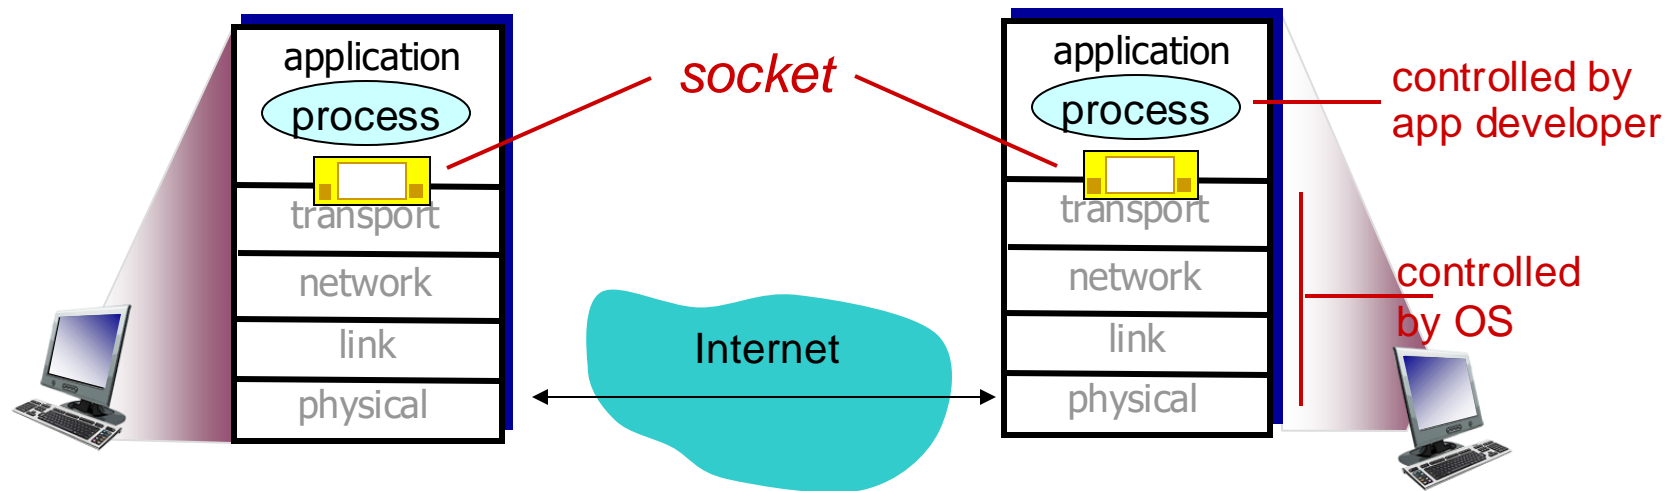 application
process
transport
network
link
physical
socket
Internet
application
process
transport
network
link
physical
controlled by
app developer
controlled
by OS